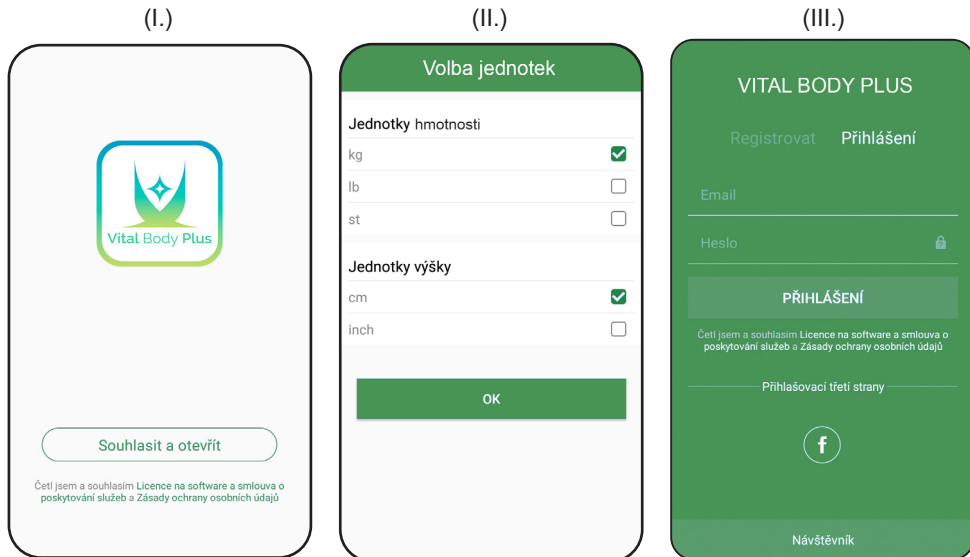 (I.)
Vital Body Plus
Souhlasit a otevřít
Četl jsem a souhlasím Licence na software a smlouva o
poskytování služeb a Zásady ochrany osobních údajů
(II.)
Volba jednotek
Jednotky hmotnosti
kg
lb
st
Jednotky výšky
cm
inch
OK
(III.)
VITAL BODY PLUS
Registrovat Přihlášení
Email
Heslo
PŘIHLÁŠENÍ
Četl jsem a souhlasím Licence na software a smlouva o
poskytování služeb a Zásady ochrany osobních údajů
Přihlašovací třetí strany
f
Návštěvník